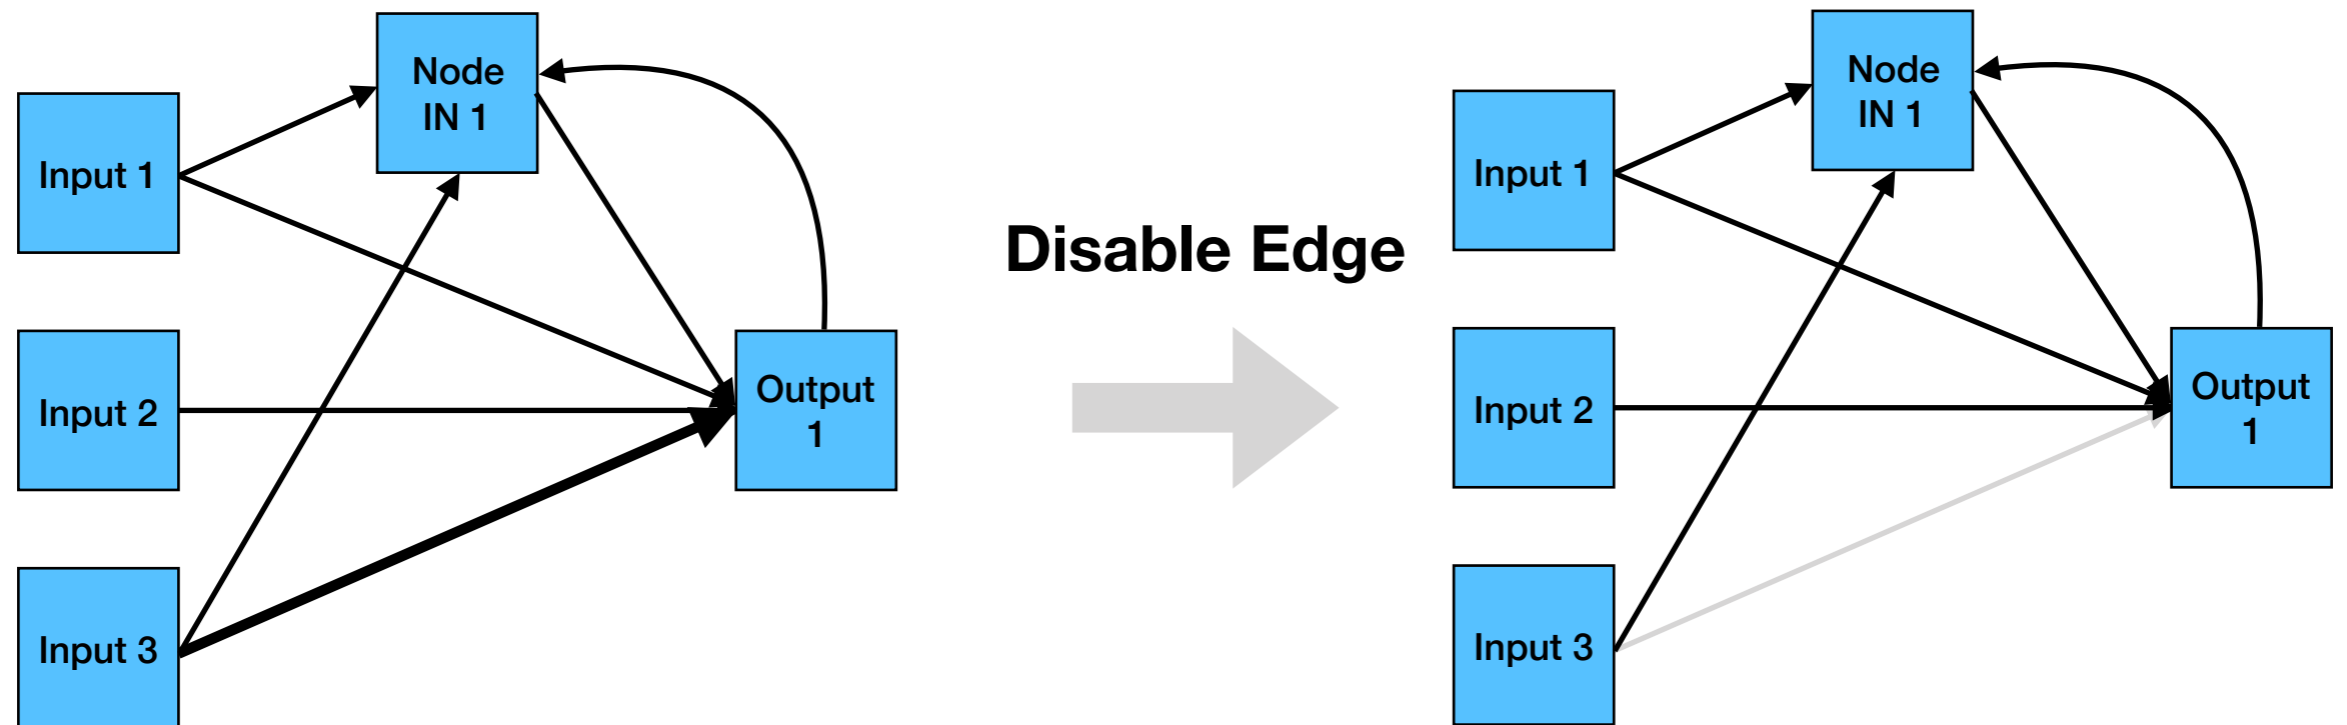 Node
IN 1
Input 1
Input 2
Output
1
Input 3
Disable Edge
Node
IN 1
Input 1
Input 2
Output
1
Input 3